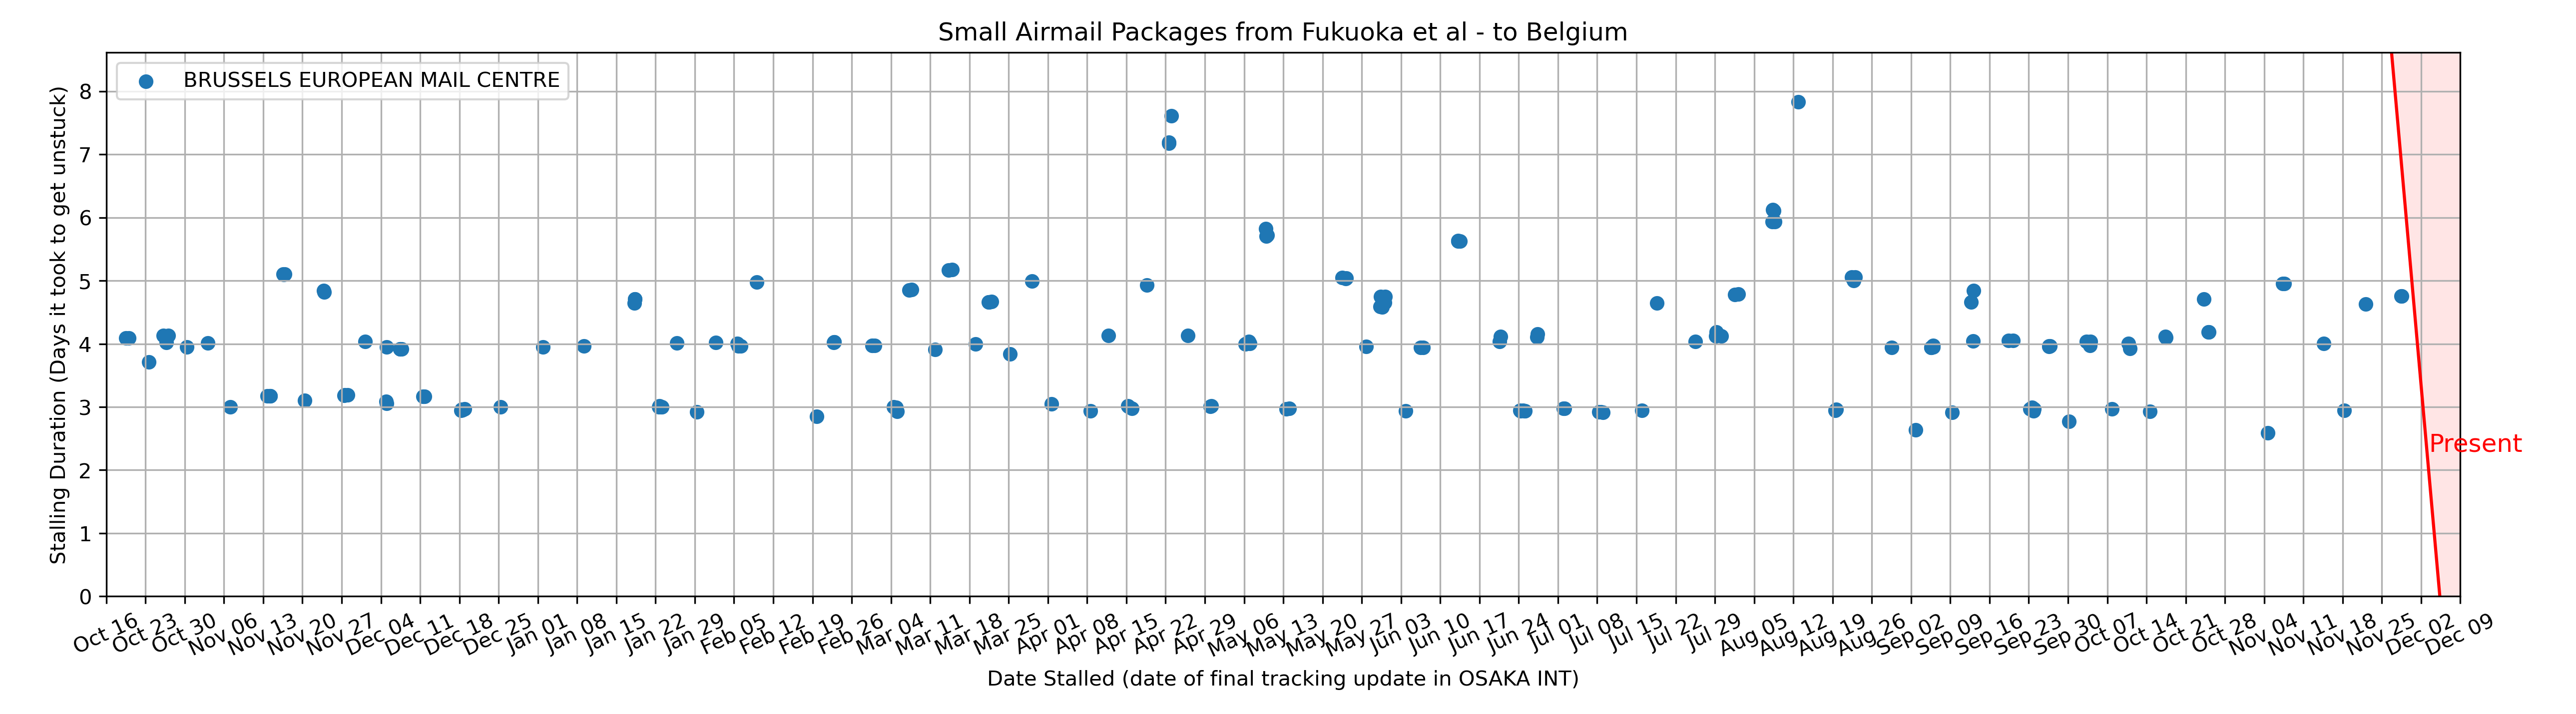 Small Airmail Packages from Fukuoka et al - to Belgium
BRUSSELS EUROPEAN MAIL CENTRE
Stalling Duration (Days it took to get unstuck)
8
7
6
5
4
3
2
1
0
Present
Oct 16
Oct 23
Oct 30
Nov 06
Nov 13
Nov 20
Nov 27
Dec 04
Dec 11
Dec 18
Dec 25
Jan 01
Jan 08
Jan 15
Jan 22
Jan 29
Feb 05
Feb 12
Feb 19
Feb 26
Mar 04
Mar 11
Mar 18
Mar 25
Apr 01
Apr 08
Apr 15
Apr 22
Apr 29
May 06
May 13
May 20
May 27
Jun 03
Jun 10
Jun 17
Jun 24
Jul 01
Jul 08
Jul 15
Jul 22
Jul 29
Aug 05
Aug 12
Aug 19
Aug 26
Sep 02
Sep 09
Sep 16
Sep 23
Sep 30
Oct 07
Oct 14
Oct 21
Oct 28
Nov 04
Nov 11
Nov 18
Nov 25
Dec 02
Dec 09
Date Stalled (date of final tracking update in OSAKA INT)